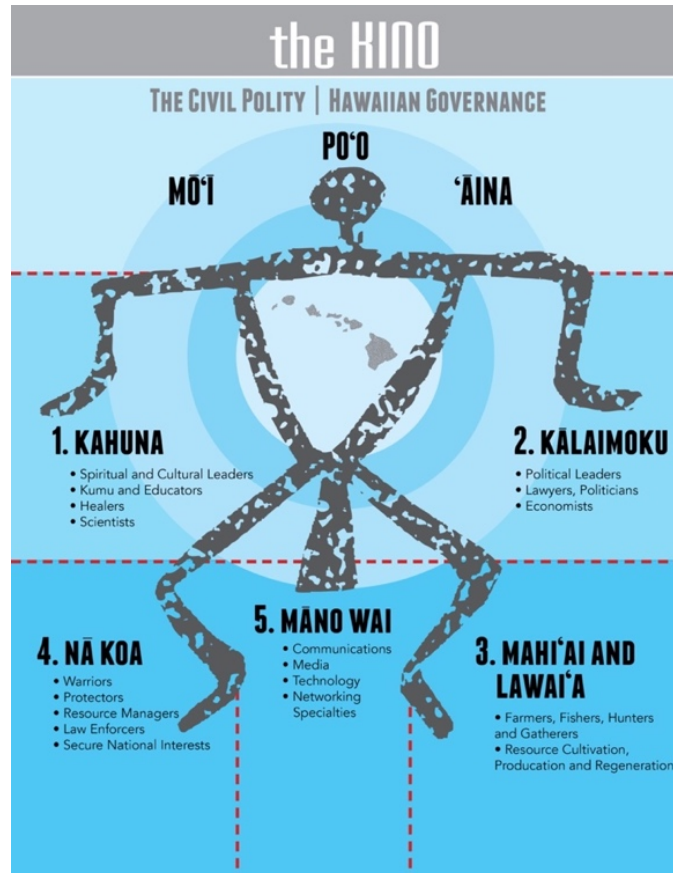 the KINO
THE CIVIL POLITY | HAWAIIAN GOVERNANCE
POʻO
MŌʻĪ
ʻĀINA
1. KAHUNA
• Spiritual and Cultural Leaders
• Kumu and Educators
• Healers
• Scientists
2. KĀLAIMOKU
• Political Leaders
• Lawyers, Politicians
• Economists
4. NĀ KOA
• Warriors
• Protectors
• Resource Managers
• Law Enforcers
• Secure National Interests
5. MĀNO WAI
• Communications
• Media
• Technology
• Networking
Specialties
3. MAHIʻAI AND
LAWAIʻA
• Farmers, Fishers, Hunters
and Gatherers
• Resource Cultivation,
Producation and Regeneration